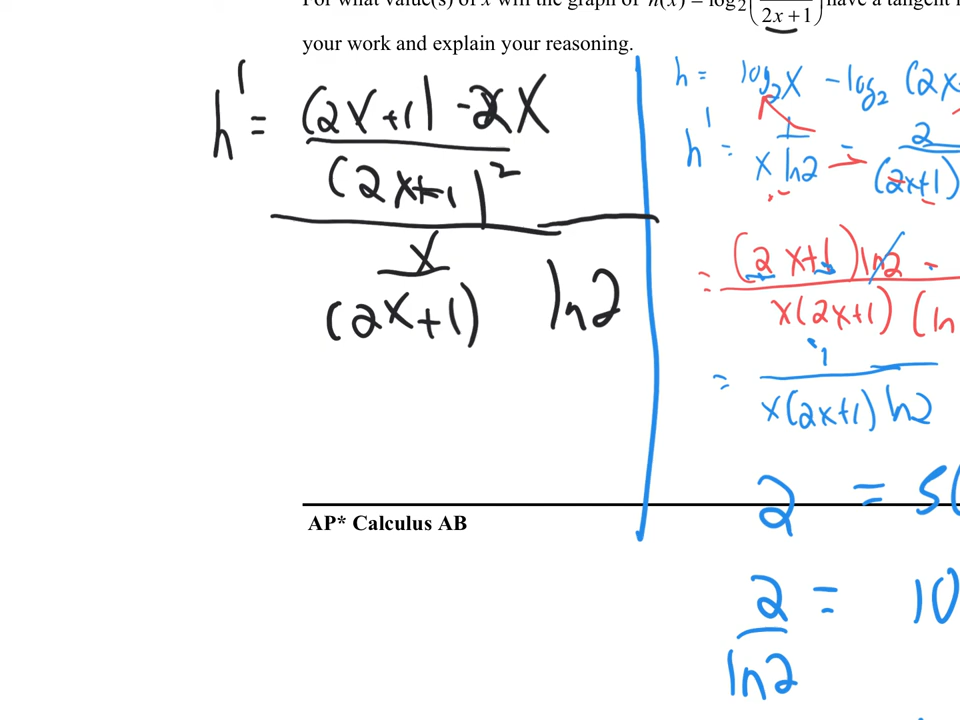 For what value(s) of x will the graph of h(x) = log₂(x/(2x + 1)) have a tangent
your work and explain your reasoning.
h' = ((2x+1) - 2x)/(2x+1)²
x/(2x+1) ln2
h = log₂x - log₂(2x
h' = 1/(x ln2) - 2/(2x+1)
= (2x+1)ln2 -
x(2x+1)(ln
= 1/(x(2x+1)ln2)
2 = 5(
AP* Calculus AB
2/ln2 = 10